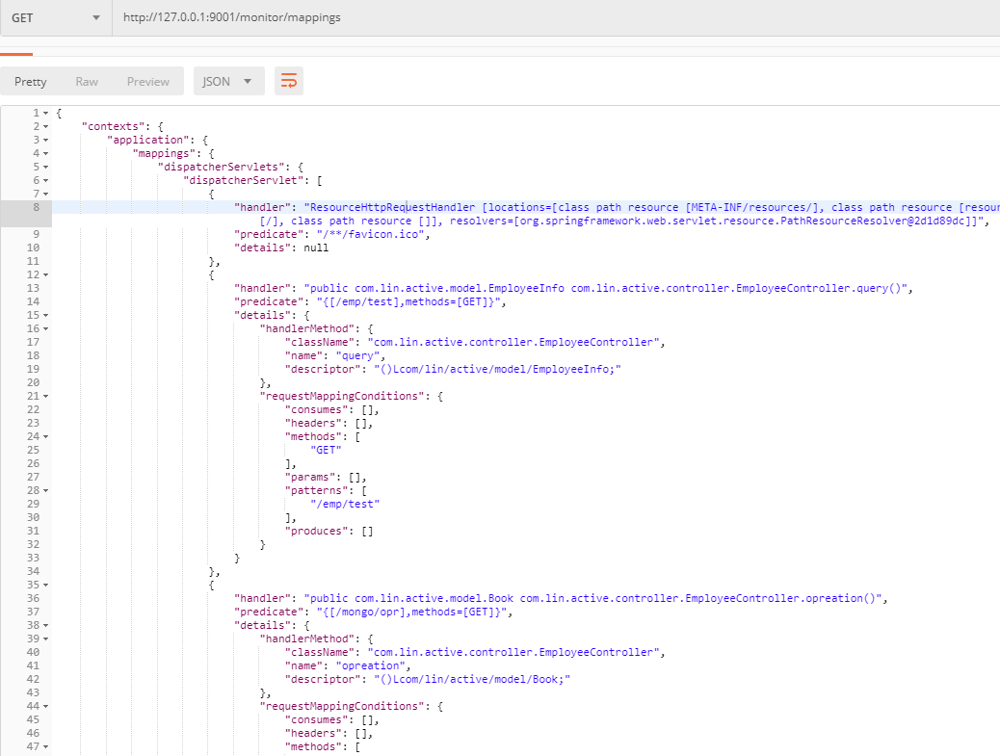 GET http://127.0.0.1:9001/monitor/mappings
Pretty Raw Preview JSON
1 {
2 "contexts": {
3 "application": {
4 "mappings": {
5 "dispatcherServlets": {
6 "dispatcherServlet": [
7 {
8 "handler": "ResourceHttpRequestHandler [locations=[class path resource [META-INF/resources/], class path resource [resour
[/], class path resource []], resolvers=[org.springframework.web.servlet.resource.PathResourceResolver@2d1d89dc]]",
9 "predicate": "/**/favicon.ico",
10 "details": null
11 },
12 {
13 "handler": "public com.lin.active.model.EmployeeInfo com.lin.active.controller.EmployeeController.query()",
14 "predicate": "{[/emp/test],methods=[GET]}",
15 "details": {
16 "handlerMethod": {
17 "className": "com.lin.active.controller.EmployeeController",
18 "name": "query",
19 "descriptor": "()Lcom/lin/active/model/EmployeeInfo;"
20 },
21 "requestMappingConditions": {
22 "consumes": [],
23 "headers": [],
24 "methods": [
25 "GET"
26 ],
27 "params": [],
28 "patterns": [
29 "/emp/test"
30 ],
31 "produces": []
32 }
33 }
34 },
35 {
36 "handler": "public com.lin.active.model.Book com.lin.active.controller.EmployeeController.opreation()",
37 "predicate": "{[/mongo/opr],methods=[GET]}",
38 "details": {
39 "handlerMethod": {
40 "className": "com.lin.active.controller.EmployeeController",
41 "name": "opreation",
42 "descriptor": "()Lcom/lin/active/model/Book;"
43 },
44 "requestMappingConditions": {
45 "consumes": [],
46 "headers": [],
47 "methods": [